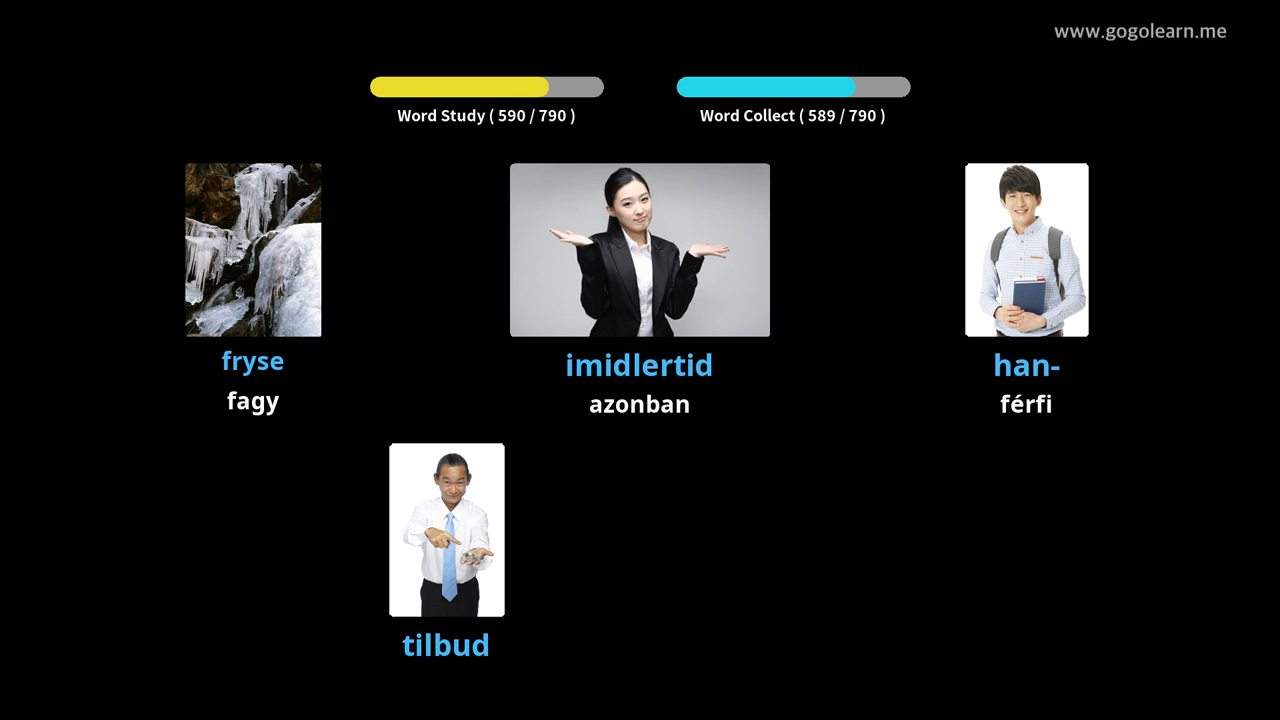 www.gogolearn.me
Word Study ( 590 / 790 )
Word Collect ( 589 / 790 )
fryse
fagy
imidlertid
azonban
han-
férfi
tilbud